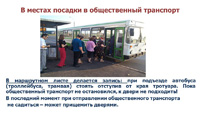 В местах посадки в общественный транспорт
В маршрутном листе делается запись: при подъезде автобуса
(троллейбуса, трамвая) стоять отступив от края тротуара. Пока
общественный транспорт не остановился, к двери не подходить!
В последний момент при отправлении общественного транспорта
не садиться – может прищемить дверями.